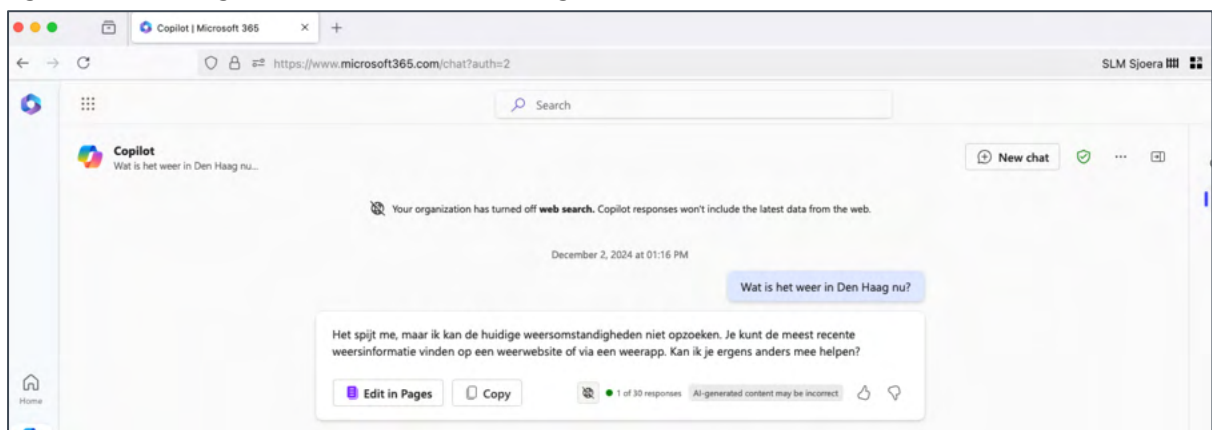 Copilot | Microsoft 365
https://www.microsoft365.com/chat?auth=2
SLM Sjoera
Search
Copilot
Wat is het weer in Den Haag nu...
New chat
Your organization has turned off web search. Copilot responses won't include the latest data from the web.
December 2, 2024 at 01:16 PM
Wat is het weer in Den Haag nu?
Het spijt me, maar ik kan de huidige weersomstandigheden niet opzoeken. Je kunt de meest recente
weersinformatie vinden op een weerwebsite of via een weerapp. Kan ik je ergens anders mee helpen?
Edit in Pages
Copy
1 of 30 responses
AI-generated content may be incorrect
Home